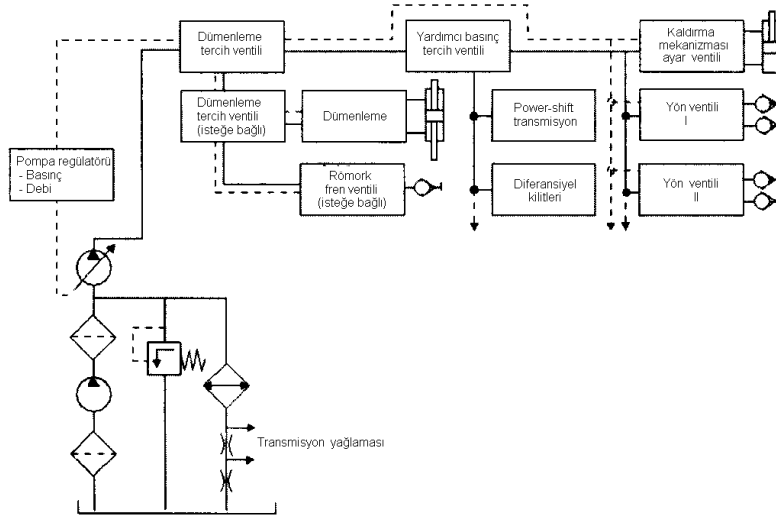 Dümenleme
tercih ventili
Yardımcı basınç
tercih ventili
Kaldırma
mekanizması
ayar ventili
Dümenleme
tercih ventili
(isteğe bağlı)
Dümenleme
Power-shift
transmisyon
Yön ventili
I
Pompa regülatörü
- Basınç
- Debi
Römork
fren ventili
(isteğe bağlı)
Diferansiyel
kilitleri
Yön ventili
II
Transmisyon yağlaması